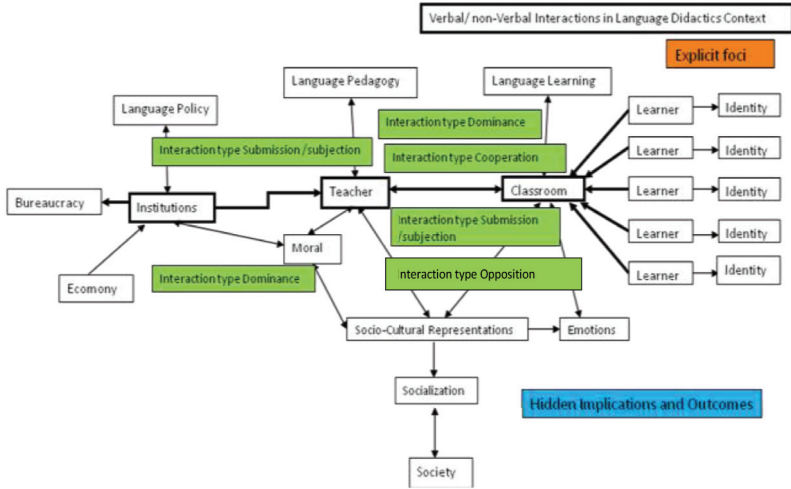 Verbal/ non-Verbal Interactions in Language Didactics Context
Explicit foci
Language Pedagogy
Language Learning
Language Policy
Learner
Identity
Interaction type Dominance
Interaction type Submission /subjection
Learner
Identity
Interaction type Cooperation
Bureaucracy
Institutions
Teacher
Classroom
Learner
Identity
Interaction type Submission
/subjection
Learner
Identity
Moral
Interaction type Dominance
Interaction type Opposition
Learner
Identity
Ecomony
Socio-Cultural Representations
Emotions
Socialization
Hidden Implications and Outcomes
Society